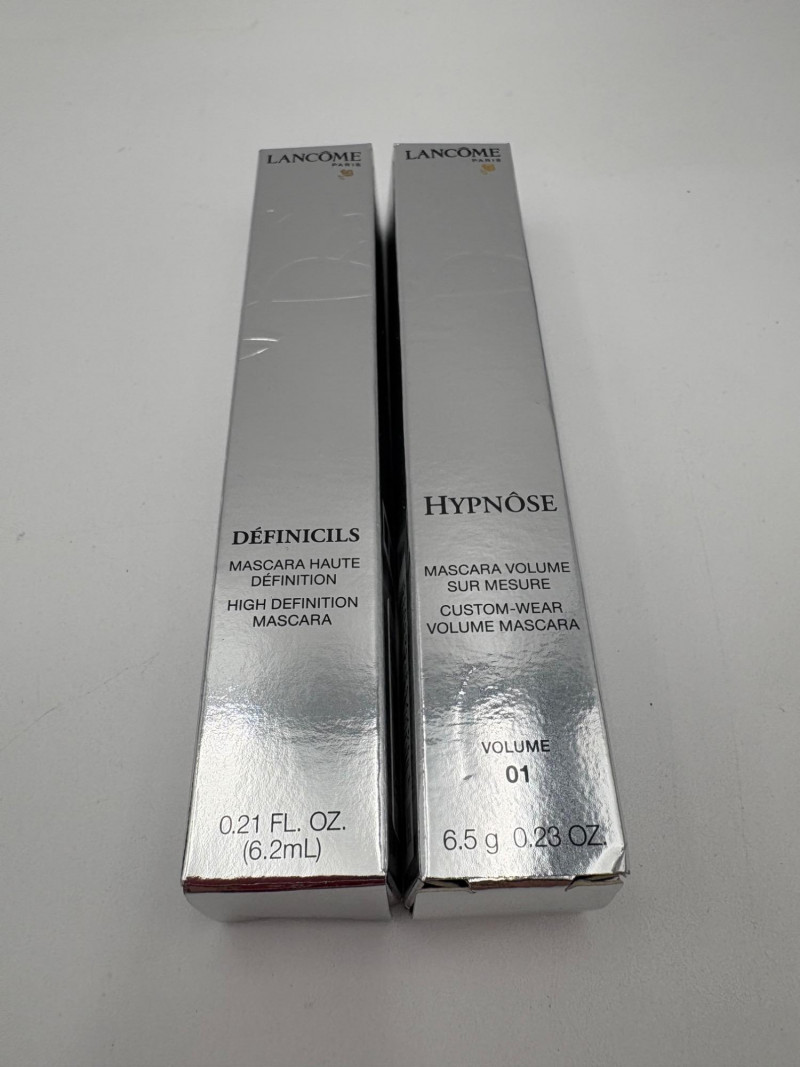 LANCÔME
PARIS
DÉFINICILS
MASCARA HAUTE
DÉFINITION
HIGH DEFINITION
MASCARA
0.21 FL. OZ.
(6.2mL)
LANCÔME
PARIS
HYPNÔSE
MASCARA VOLUME
SUR MESURE
CUSTOM-WEAR
VOLUME MASCARA
VOLUME
01
6.5 g 0.23 OZ.